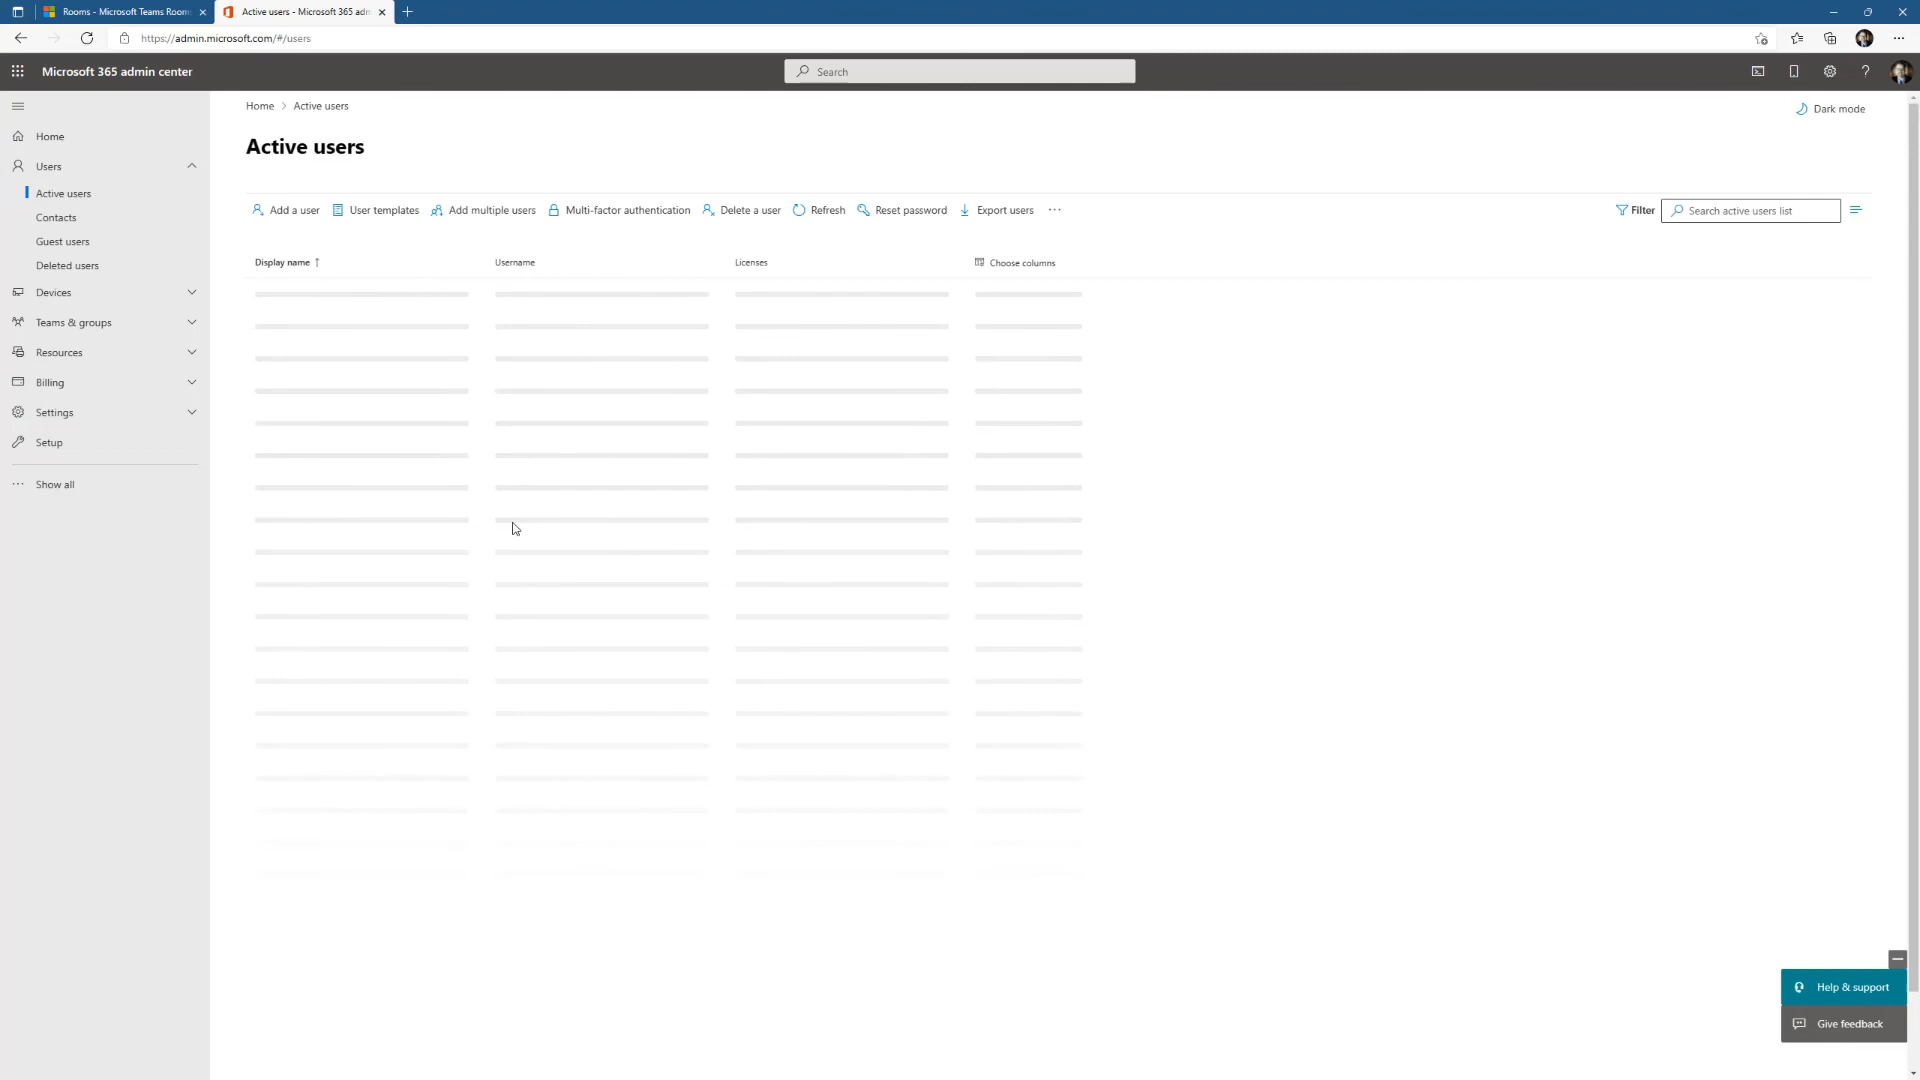 Rooms - Microsoft Teams Room
Active users - Microsoft 365 adm
https://admin.microsoft.com/#/users
Microsoft 365 admin center
Search
Home > Active users
Dark mode
Active users
Home
Users
Active users
Contacts
Guest users
Deleted users
Devices
Teams & groups
Resources
Billing
Settings
Setup
Show all
Add a user
User templates
Add multiple users
Multi-factor authentication
Delete a user
Refresh
Reset password
Export users
Filter
Search active users list
Display name ↑
Username
Licenses
Choose columns
Help & support
Give feedback